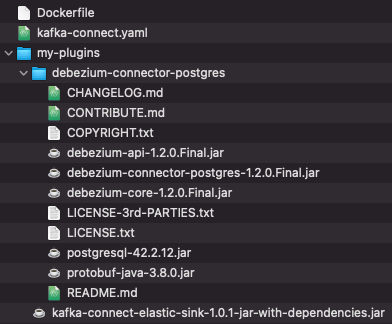 Dockerfile
kafka-connect.yaml
my-plugins
debezium-connector-postgres
CHANGELOG.md
CONTRIBUTE.md
COPYRIGHT.txt
debezium-api-1.2.0.Final.jar
debezium-connector-postgres-1.2.0.Final.jar
debezium-core-1.2.0.Final.jar
LICENSE-3rd-PARTIES.txt
LICENSE.txt
postgresql-42.2.12.jar
protobuf-java-3.8.0.jar
README.md
kafka-connect-elastic-sink-1.0.1-jar-with-dependencies.jar